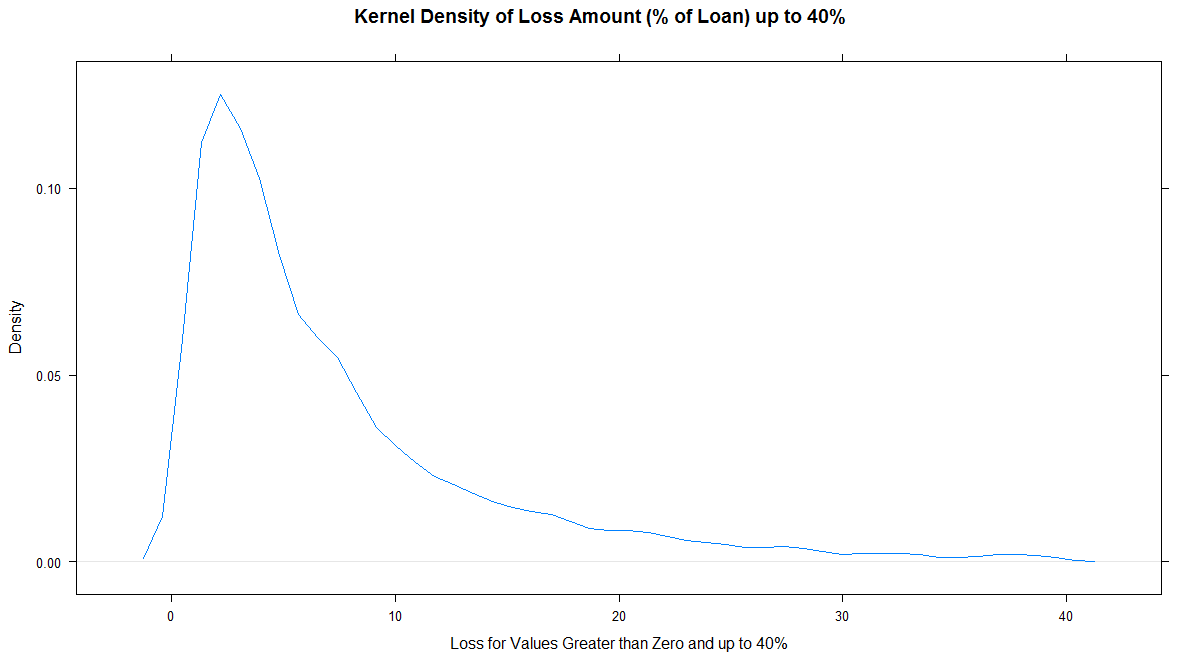 Kernel Density of Loss Amount (% of Loan) up to 40%
Density
0.10
0.05
0.00
0 10 20 30 40
Loss for Values Greater than Zero and up to 40%